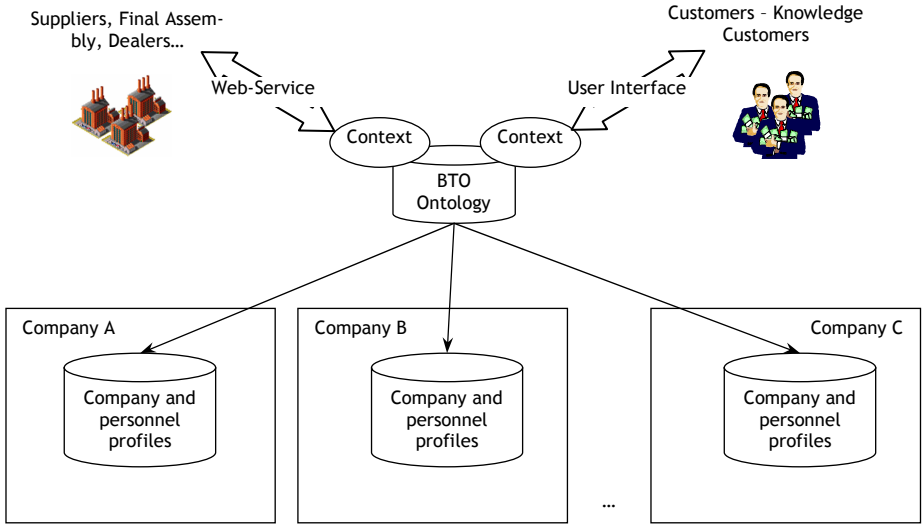 Suppliers, Final Assem-
bly, Dealers…
Customers – Knowledge
Customers
Web-Service
User Interface
Context
Context
BTO
Ontology
Company A
Company B
Company C
Company and
personnel
profiles
Company and
personnel
profiles
Company and
personnel
profiles
…